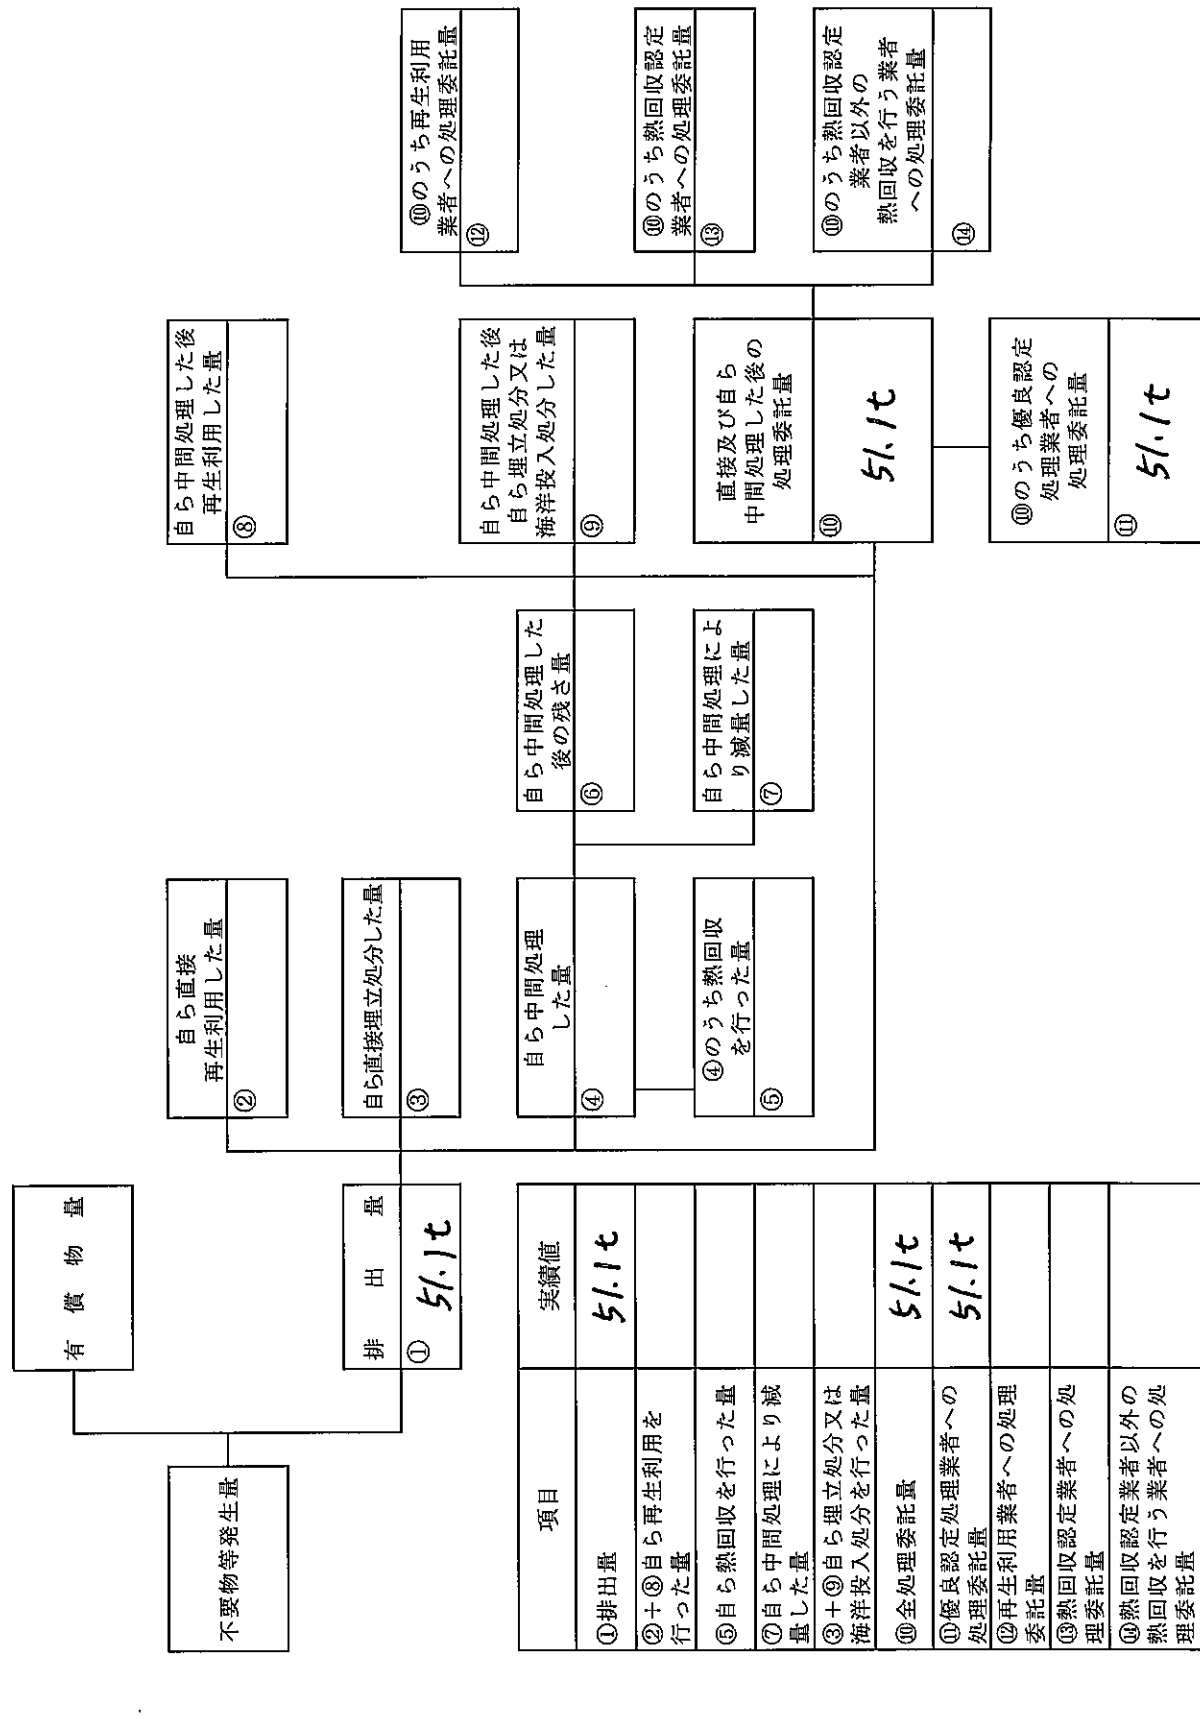 有償物量
不要物等発生量
排出量
① 51.1t
自ら直接
再生利用した量
②
自ら直接埋立処分した量
③
自ら中間処理
した量
④
④のうち熱回収
を行った量
⑤
自ら中間処理した
後の残さ量
⑥
自ら中間処理によ
り減量した量
⑦
自ら中間処理した後
再生利用した量
⑧
自ら中間処理した後
自ら埋立処分又は
海洋投入処分した量
⑨
直接及び自ら
中間処理した後の
処理委託量
⑩ 51.1t
⑩のうち優良認定
処理業者への
処理委託量
⑪ 51.1t
⑩のうち再生利用
業者への処理委託量
⑫
⑩のうち熱回収認定
業者への処理委託量
⑬
⑩のうち熱回収認定
業者以外の
熱回収を行う業者
への処理委託量
⑭
項目 実績値
①排出量 51.1t
②+⑧自ら再生利用を
行った量
⑤自ら熱回収を行った量
⑦自ら中間処理により減
量した量
③+⑨自ら埋立処分又は
海洋投入処分を行った量
⑩全処理委託量 51.1t
⑪優良認定処理業者への
処理委託量 51.1t
⑫再生利用業者への処理
委託量
⑬熱回収認定業者への処
理委託量
⑭熱回収認定業者以外の
熱回収を行う業者への処
理委託量